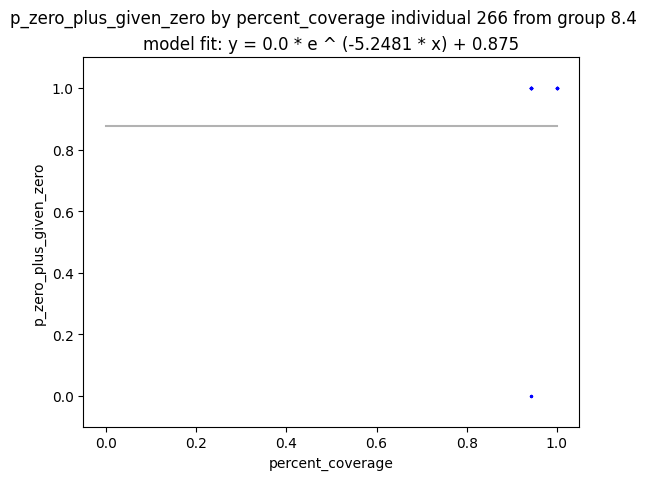 p_zero_plus_given_zero by percent_coverage individual 266 from group 8.4
model fit: y = 0.0 * e ^ (-5.2481 * x) + 0.875
1.0
0.8
0.6
0.4
0.2
0.0
p_zero_plus_given_zero
0.0 0.2 0.4 0.6 0.8 1.0
percent_coverage